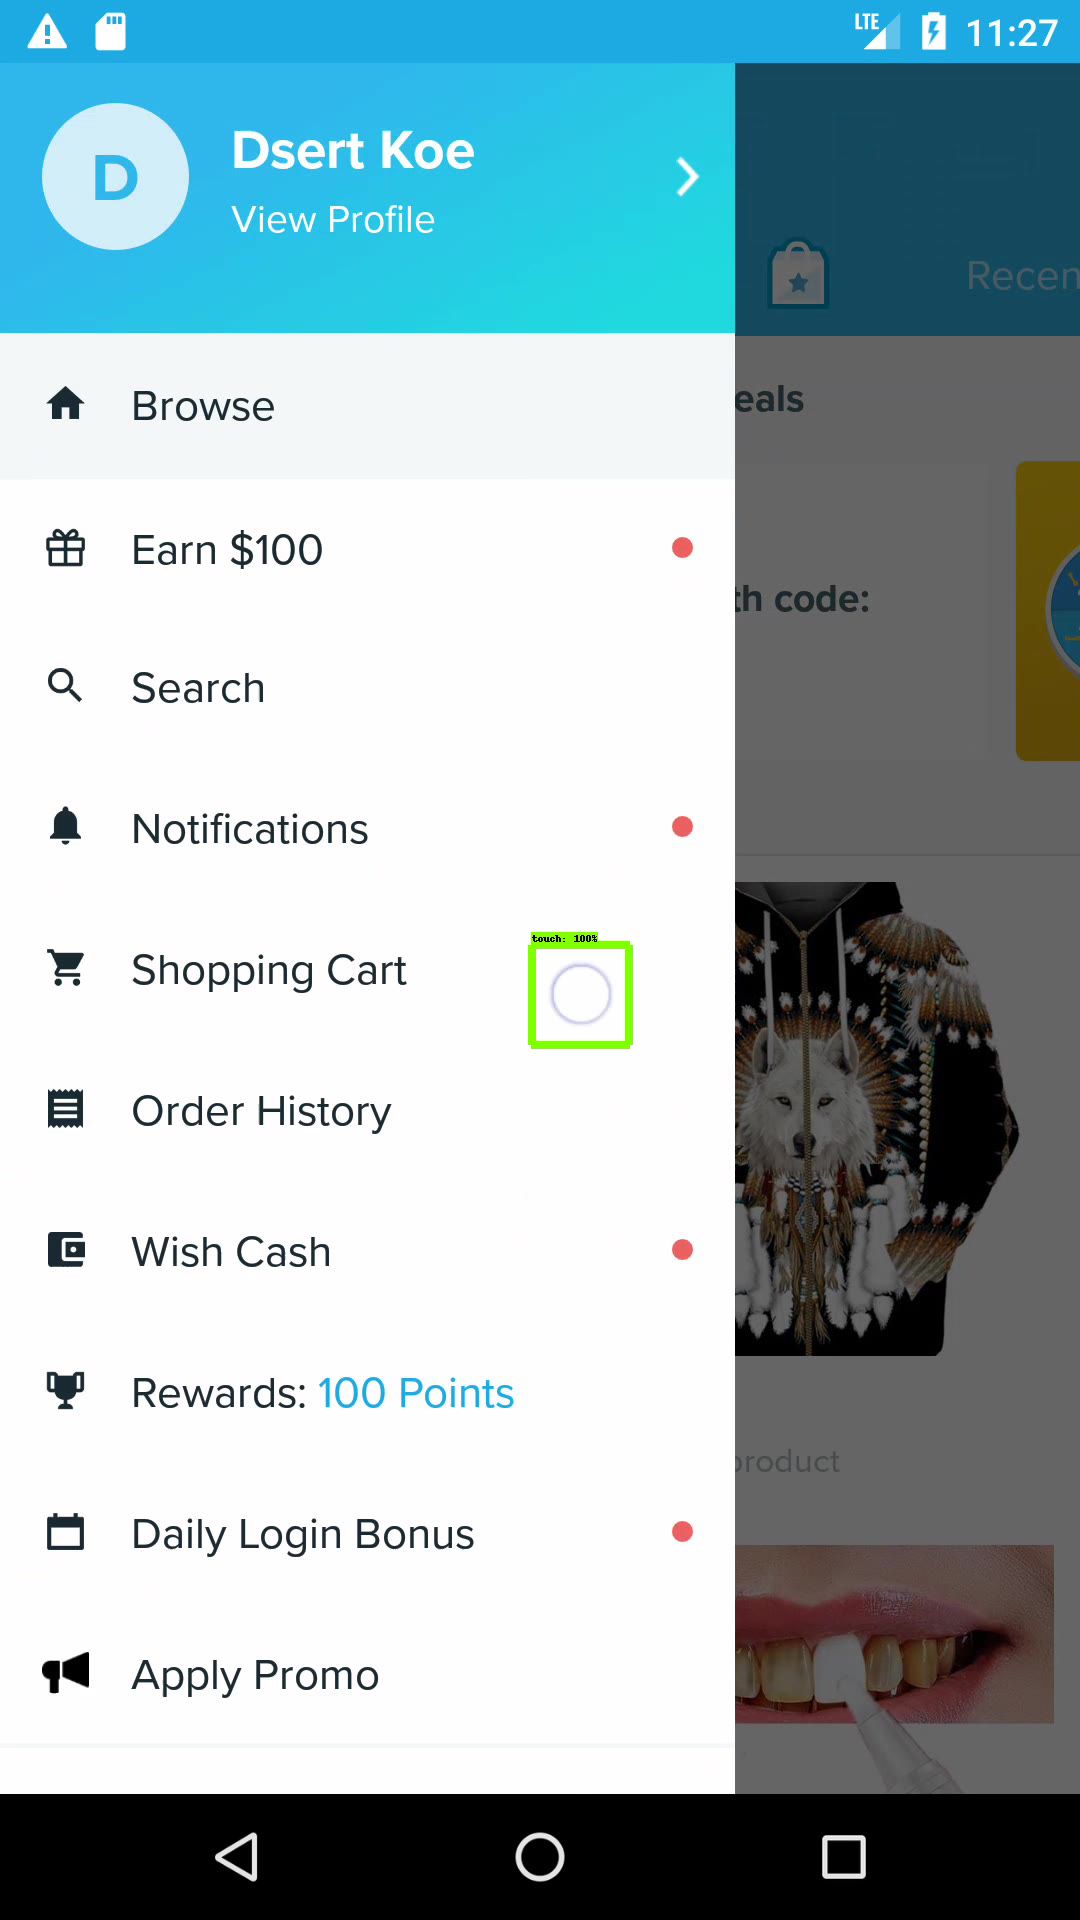 LTE 11:27
Dsert Koe
D
View Profile
Recen
Browse
eals
Earn $100
th code:
Search
Notifications
touch: 100%
Shopping Cart
Order History
Wish Cash
Rewards: 100 Points
product
Daily Login Bonus
Apply Promo